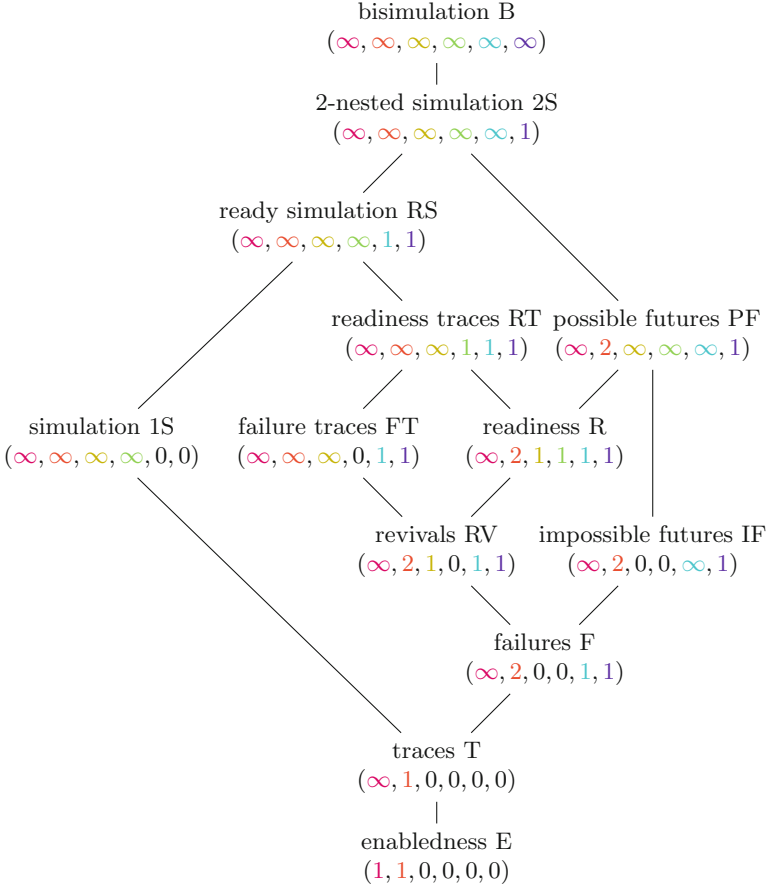 bisimulation B
(∞, ∞, ∞, ∞, ∞, ∞)
2-nested simulation 2S
(∞, ∞, ∞, ∞, ∞, 1)
ready simulation RS
(∞, ∞, ∞, ∞, 1, 1)
readiness traces RT
(∞, ∞, ∞, 1, 1, 1)
possible futures PF
(∞, 2, ∞, ∞, ∞, 1)
simulation 1S
(∞, ∞, ∞, ∞, 0, 0)
failure traces FT
(∞, ∞, ∞, 0, 1, 1)
readiness R
(∞, 2, 1, 1, 1, 1)
revivals RV
(∞, 2, 1, 0, 1, 1)
impossible futures IF
(∞, 2, 0, 0, ∞, 1)
failures F
(∞, 2, 0, 0, 1, 1)
traces T
(∞, 1, 0, 0, 0, 0)
enabledness E
(1, 1, 0, 0, 0, 0)